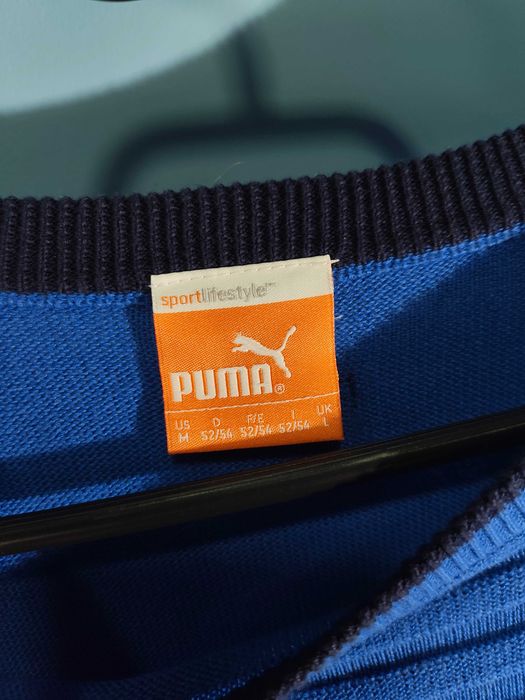 sportlifestyle™
PUMA®
US D F/E I UK
M 52/54 52/54 52/54 L